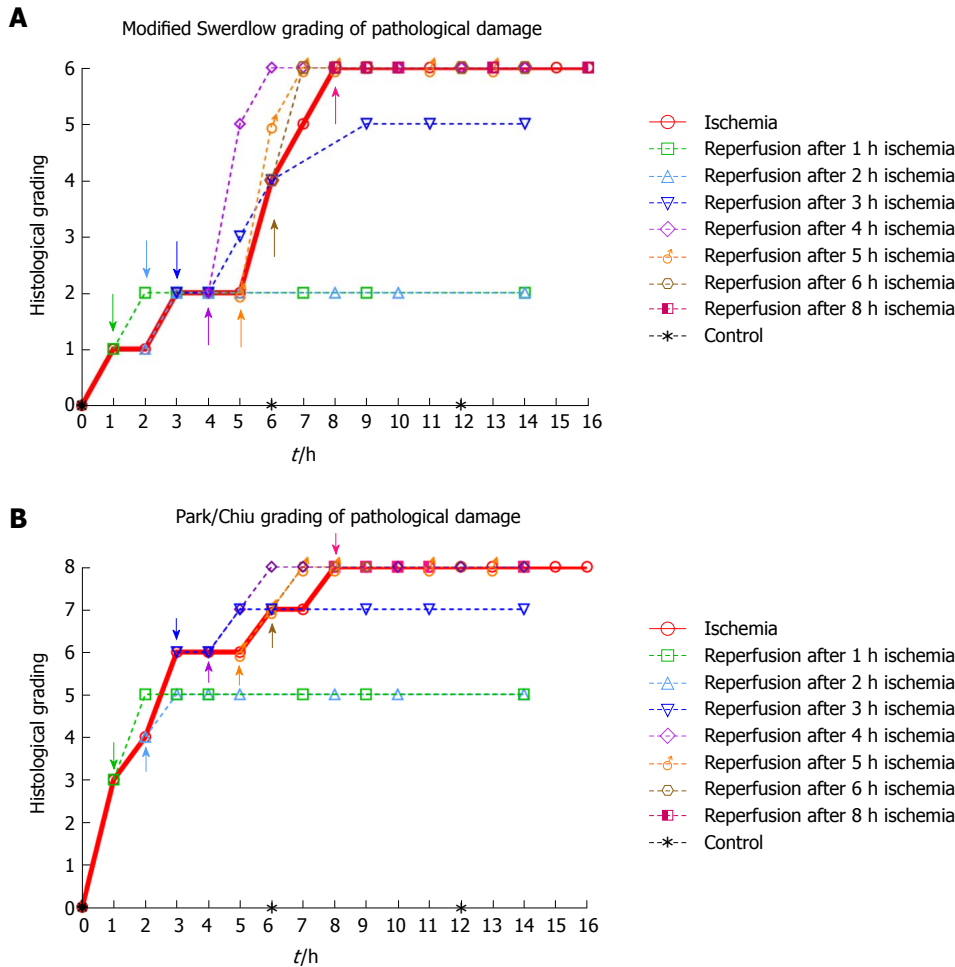 A
Modified Swerdlow grading of pathological damage
6
5
4
3
2
1
0
Histological grading
0 1 2 3 4 5 6 7 8 9 10 11 12 13 14 15 16
t/h
Ischemia
Reperfusion after 1 h ischemia
Reperfusion after 2 h ischemia
Reperfusion after 3 h ischemia
Reperfusion after 4 h ischemia
Reperfusion after 5 h ischemia
Reperfusion after 6 h ischemia
Reperfusion after 8 h ischemia
Control
B
Park/Chiu grading of pathological damage
8
7
6
5
4
3
2
1
0
Histological grading
0 1 2 3 4 5 6 7 8 9 10 11 12 13 14 15 16
t/h
Ischemia
Reperfusion after 1 h ischemia
Reperfusion after 2 h ischemia
Reperfusion after 3 h ischemia
Reperfusion after 4 h ischemia
Reperfusion after 5 h ischemia
Reperfusion after 6 h ischemia
Reperfusion after 8 h ischemia
Control